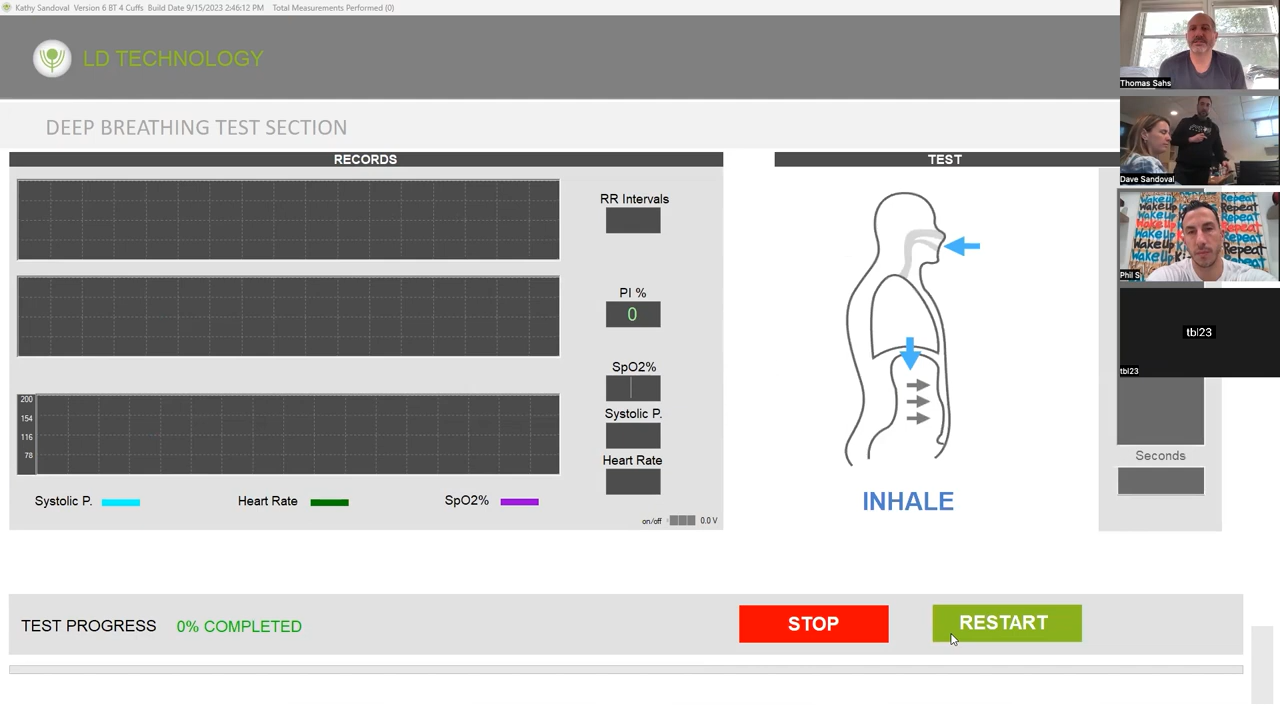 Kathy Sandoval Version 6 BT 4 Cuffs Build Date 9/15/2023 2:46:12 PM Total Measurements Performed (0)
LD TECHNOLOGY
DEEP BREATHING TEST SECTION
RECORDS
RR Intervals
PI %
0
SpO2%
Systolic P.
Heart Rate
200
154
116
78
Systolic P.
Heart Rate
SpO2%
on/off
0.0 V
TEST
INHALE
Seconds
TEST PROGRESS 0% COMPLETED
STOP
RESTART
Thomas Sahs
Dave Sandoval
Wakeup Repeat
Phil S
tbl23
tbl23